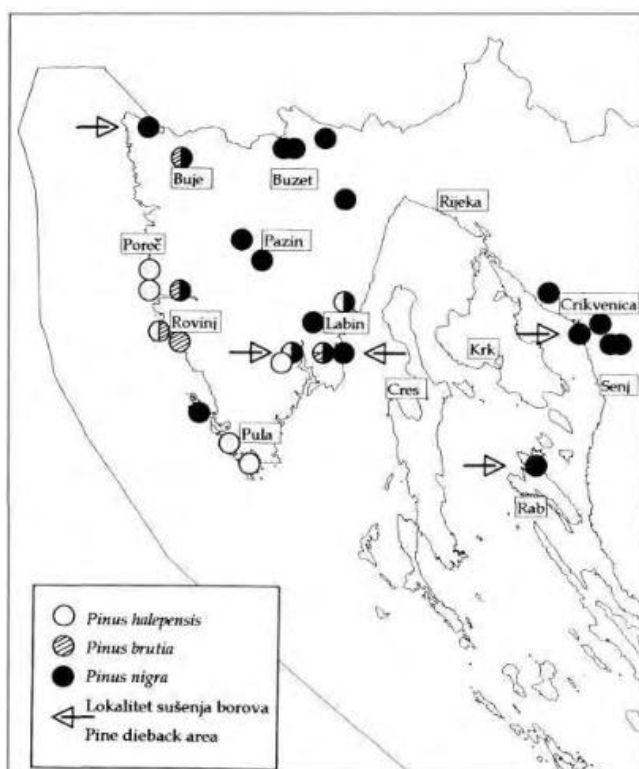 Buje
Buzet
Rijeka
Poreč
Pazin
Crikvenica
Rovinj
Labin
Krk
Cres
Senj
Pula
Rab
Pinus halepensis
Pinus brutia
Pinus nigra
Lokalitet sušenja borova
Pine dieback area